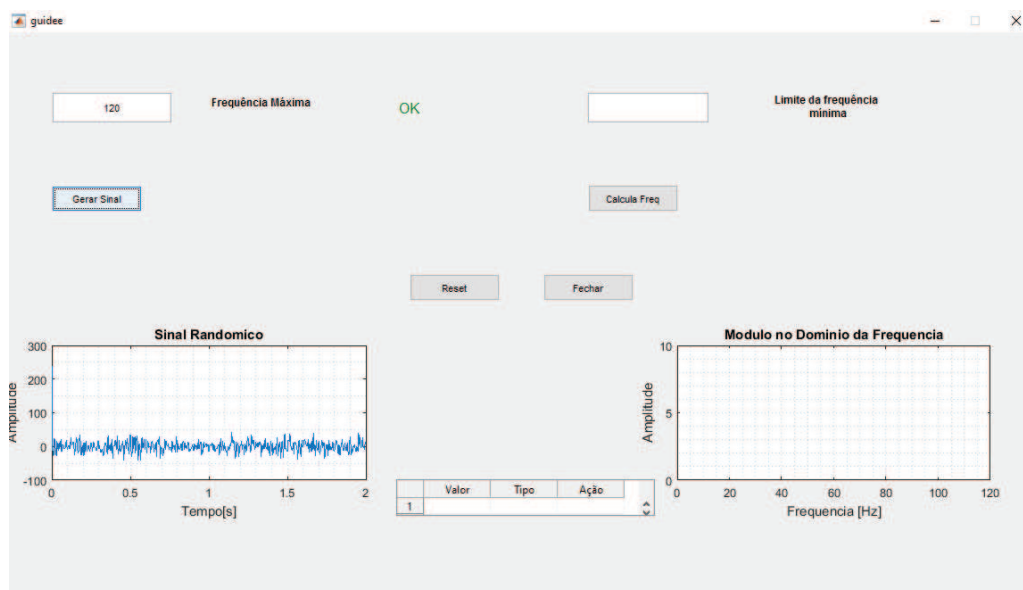 guidee
120
Frequência Máxima
OK
Limite da frequência
mínima
Gerar Sinal
Calcula Freq
Reset
Fechar
Sinal Randomico
300
200
100
0
-100
Amplitude
0 0.5 1 1.5 2
Tempo[s]
Valor Tipo Ação
1
Modulo no Dominio da Frequencia
10
5
0
Amplitude
0 20 40 60 80 100 120
Frequencia [Hz]